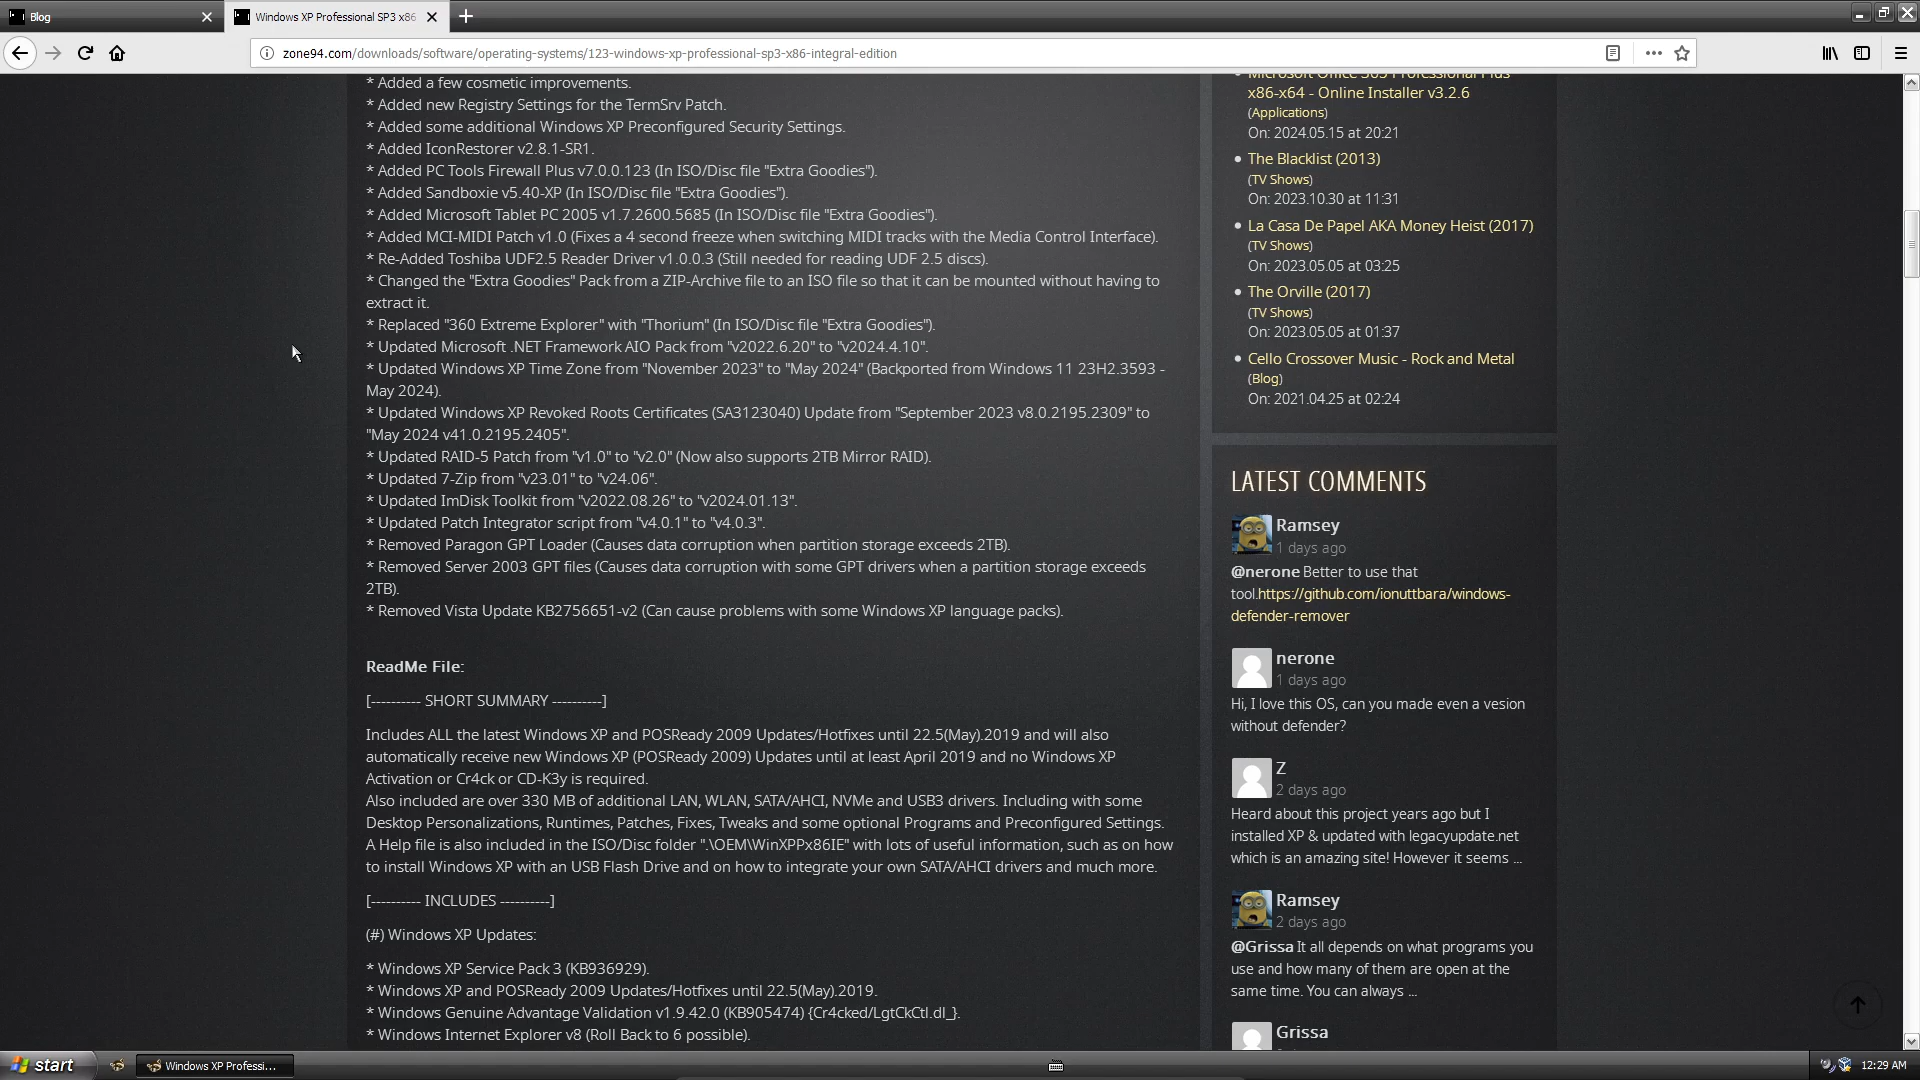 Blog
Windows XP Professional SP3 x86
zone94.com/downloads/software/operating-systems/123-windows-xp-professional-sp3-x86-integral-edition
* Added a few cosmetic improvements.
* Added new Registry Settings for the TermSrv Patch.
* Added some additional Windows XP Preconfigured Security Settings.
* Added IconRestorer v2.8.1-SR1.
* Added PC Tools Firewall Plus v7.0.0.123 (In ISO/Disc file "Extra Goodies").
* Added Sandboxie v5.40-XP (In ISO/Disc file "Extra Goodies").
* Added Microsoft Tablet PC 2005 v1.7.2600.5685 (In ISO/Disc file "Extra Goodies").
* Added MCI-MIDI Patch v1.0 (Fixes a 4 second freeze when switching MIDI tracks with the Media Control Interface).
* Re-Added Toshiba UDF2.5 Reader Driver v1.0.0.3 (Still needed for reading UDF 2.5 discs).
* Changed the "Extra Goodies" Pack from a ZIP-Archive file to an ISO file so that it can be mounted without having to
extract it.
* Replaced "360 Extreme Explorer" with "Thorium" (In ISO/Disc file "Extra Goodies").
* Updated Microsoft .NET Framework AIO Pack from "v2022.6.20" to "v2024.4.10".
* Updated Windows XP Time Zone from "November 2023" to "May 2024" (Backported from Windows 11 23H2.3593 -
May 2024).
* Updated Windows XP Revoked Roots Certificates (SA3123040) Update from "September 2023 v8.0.2195.2309" to
"May 2024 v41.0.2195.2405".
* Updated RAID-5 Patch from "v1.0" to "v2.0" (Now also supports 2TB Mirror RAID).
* Updated 7-Zip from "v23.01" to "v24.06".
* Updated ImDisk Toolkit from "v2022.08.26" to "v2024.01.13".
* Updated Patch Integrator script from "v4.0.1" to "v4.0.3".
* Removed Paragon GPT Loader (Causes data corruption when partition storage exceeds 2TB).
* Removed Server 2003 GPT files (Causes data corruption with some GPT drivers when a partition storage exceeds
2TB).
* Removed Vista Update KB2756651-v2 (Can cause problems with some Windows XP language packs).
ReadMe File:
[---------- SHORT SUMMARY ----------]
Includes ALL the latest Windows XP and POSReady 2009 Updates/Hotfixes until 22.5(May).2019 and will also
automatically receive new Windows XP (POSReady 2009) Updates until at least April 2019 and no Windows XP
Activation or Cr4ck or CD-K3y is required.
Also included are over 330 MB of additional LAN, WLAN, SATA/AHCI, NVMe and USB3 drivers. Including with some
Desktop Personalizations, Runtimes, Patches, Fixes, Tweaks and some optional Programs and Preconfigured Settings.
A Help file is also included in the ISO/Disc folder ".\OEM\WinXPPx86IE" with lots of useful information, such as on how
to install Windows XP with an USB Flash Drive and on how to integrate your own SATA/AHCI drivers and much more.
[---------- INCLUDES ----------]
(#) Windows XP Updates:
* Windows XP Service Pack 3 (KB936929).
* Windows XP and POSReady 2009 Updates/Hotfixes until 22.5(May).2019.
* Windows Genuine Advantage Validation v1.9.42.0 (KB905474) {Cr4cked/LgtCkCtl.dl_}.
* Windows Internet Explorer v8 (Roll Back to 6 possible).
Microsoft Office 365 Professional Plus
x86-x64 - Online Installer v3.2.6
(Applications)
On: 2024.05.15 at 20:21
The Blacklist (2013)
(TV Shows)
On: 2023.10.30 at 11:31
La Casa De Papel AKA Money Heist (2017)
(TV Shows)
On: 2023.05.05 at 03:25
The Orville (2017)
(TV Shows)
On: 2023.05.05 at 01:37
Cello Crossover Music - Rock and Metal
(Blog)
On: 2021.04.25 at 02:24
LATEST COMMENTS
Ramsey
1 days ago
@nerone Better to use that
tool.https://github.com/ionuttbara/windows-
defender-remover
nerone
1 days ago
Hi, I love this OS, can you made even a vesion
without defender?
Z
2 days ago
Heard about this project years ago but I
installed XP & updated with legacyupdate.net
which is an amazing site! However it seems ...
Ramsey
2 days ago
@Grissa It all depends on what programs you
use and how many of them are open at the
same time. You can always ...
Grissa
start
Windows XP Professi...
12:29 AM